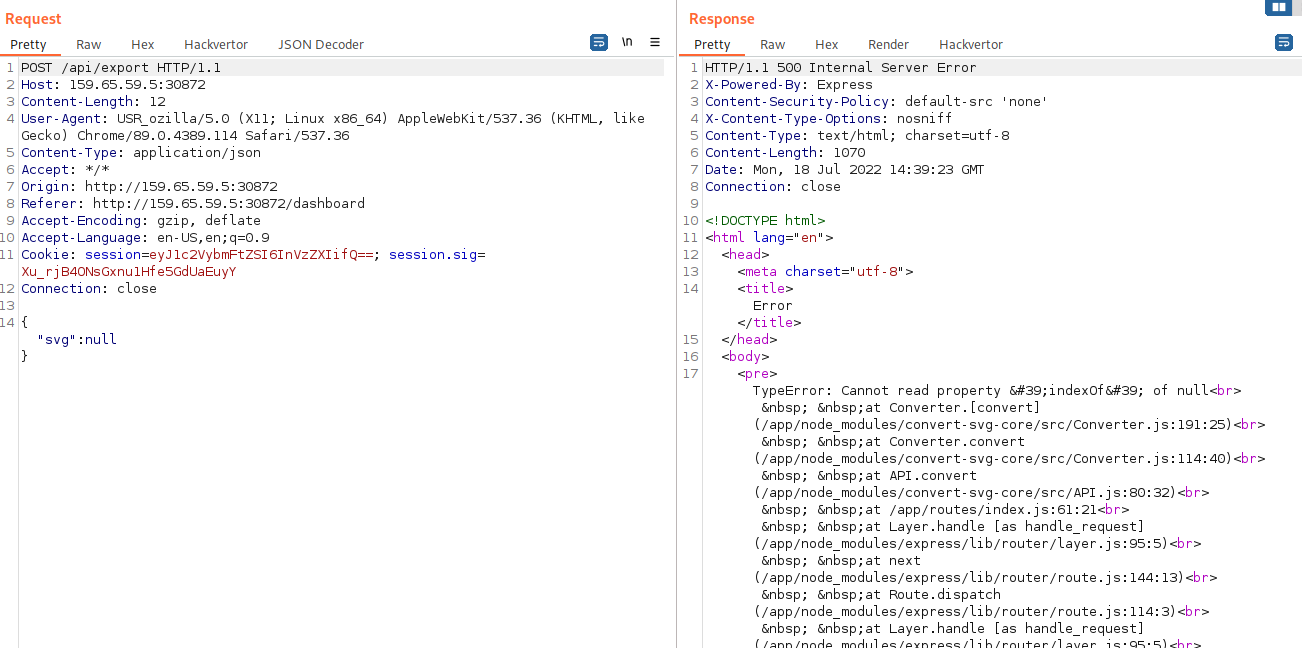 Request
Pretty Raw Hex Hackvertor JSON Decoder \n
1 POST /api/export HTTP/1.1
2 Host: 159.65.59.5:30872
3 Content-Length: 12
4 User-Agent: USR_ozilla/5.0 (X11; Linux x86_64) AppleWebKit/537.36 (KHTML, like
Gecko) Chrome/89.0.4389.114 Safari/537.36
5 Content-Type: application/json
6 Accept: */*
7 Origin: http://159.65.59.5:30872
8 Referer: http://159.65.59.5:30872/dashboard
9 Accept-Encoding: gzip, deflate
10 Accept-Language: en-US,en;q=0.9
11 Cookie: session=eyJ1c2VybmFtZSI6InVzZXIifQ==; session.sig=
Xu_rjB4ONsGxnu1Hfe5GdUaEuyY
12 Connection: close
13
14 {
"svg":null
}
Response
Pretty Raw Hex Render Hackvertor
1 HTTP/1.1 500 Internal Server Error
2 X-Powered-By: Express
3 Content-Security-Policy: default-src 'none'
4 X-Content-Type-Options: nosniff
5 Content-Type: text/html; charset=utf-8
6 Content-Length: 1070
7 Date: Mon, 18 Jul 2022 14:39:23 GMT
8 Connection: close
9
10 <!DOCTYPE html>
11 <html lang="en">
12 <head>
13 <meta charset="utf-8">
14 <title>
Error
</title>
15 </head>
16 <body>
17 <pre>
TypeError: Cannot read property &#39;indexOf&#39; of null<br>
&nbsp; &nbsp;at Converter.[convert]
(/app/node_modules/convert-svg-core/src/Converter.js:191:25)<br>
&nbsp; &nbsp;at Converter.convert
(/app/node_modules/convert-svg-core/src/Converter.js:114:40)<br>
&nbsp; &nbsp;at API.convert
(/app/node_modules/convert-svg-core/src/API.js:80:32)<br>
&nbsp; &nbsp;at /app/routes/index.js:61:21<br>
&nbsp; &nbsp;at Layer.handle [as handle_request]
(/app/node_modules/express/lib/router/layer.js:95:5)<br>
&nbsp; &nbsp;at next
(/app/node_modules/express/lib/router/route.js:144:13)<br>
&nbsp; &nbsp;at Route.dispatch
(/app/node_modules/express/lib/router/route.js:114:3)<br>
&nbsp; &nbsp;at Layer.handle [as handle_request]
(/app/node_modules/express/lib/router/layer.js:95:5)<br>